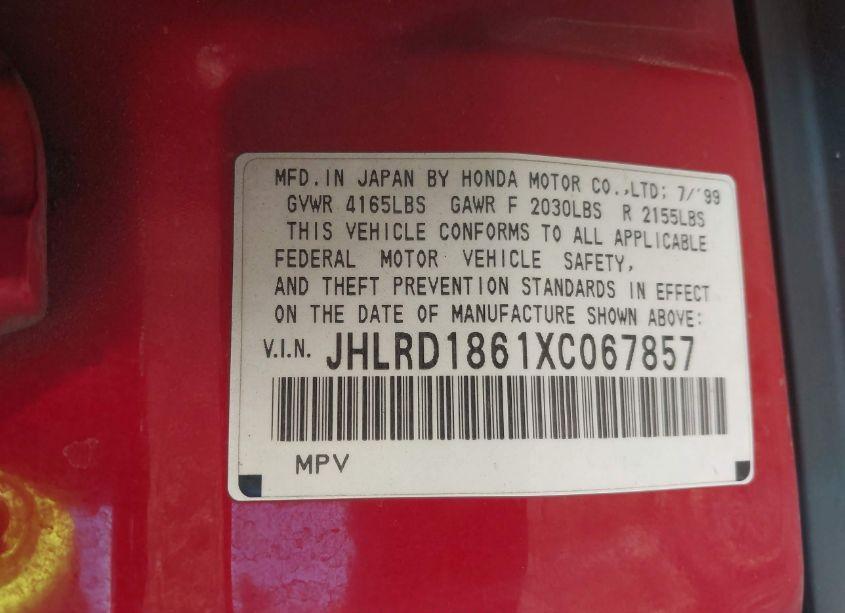 MFD. IN JAPAN BY HONDA MOTOR CO.,LTD; 7/'99
GVWR 4165LBS GAWR F 2030LBS R 2155LBS
THIS VEHICLE CONFORMS TO ALL APPLICABLE
FEDERAL MOTOR VEHICLE SAFETY,
AND THEFT PREVENTION STANDARDS IN EFFECT
ON THE DATE OF MANUFACTURE SHOWN ABOVE:
V.I.N. JHLRD1861XC067857
MPV